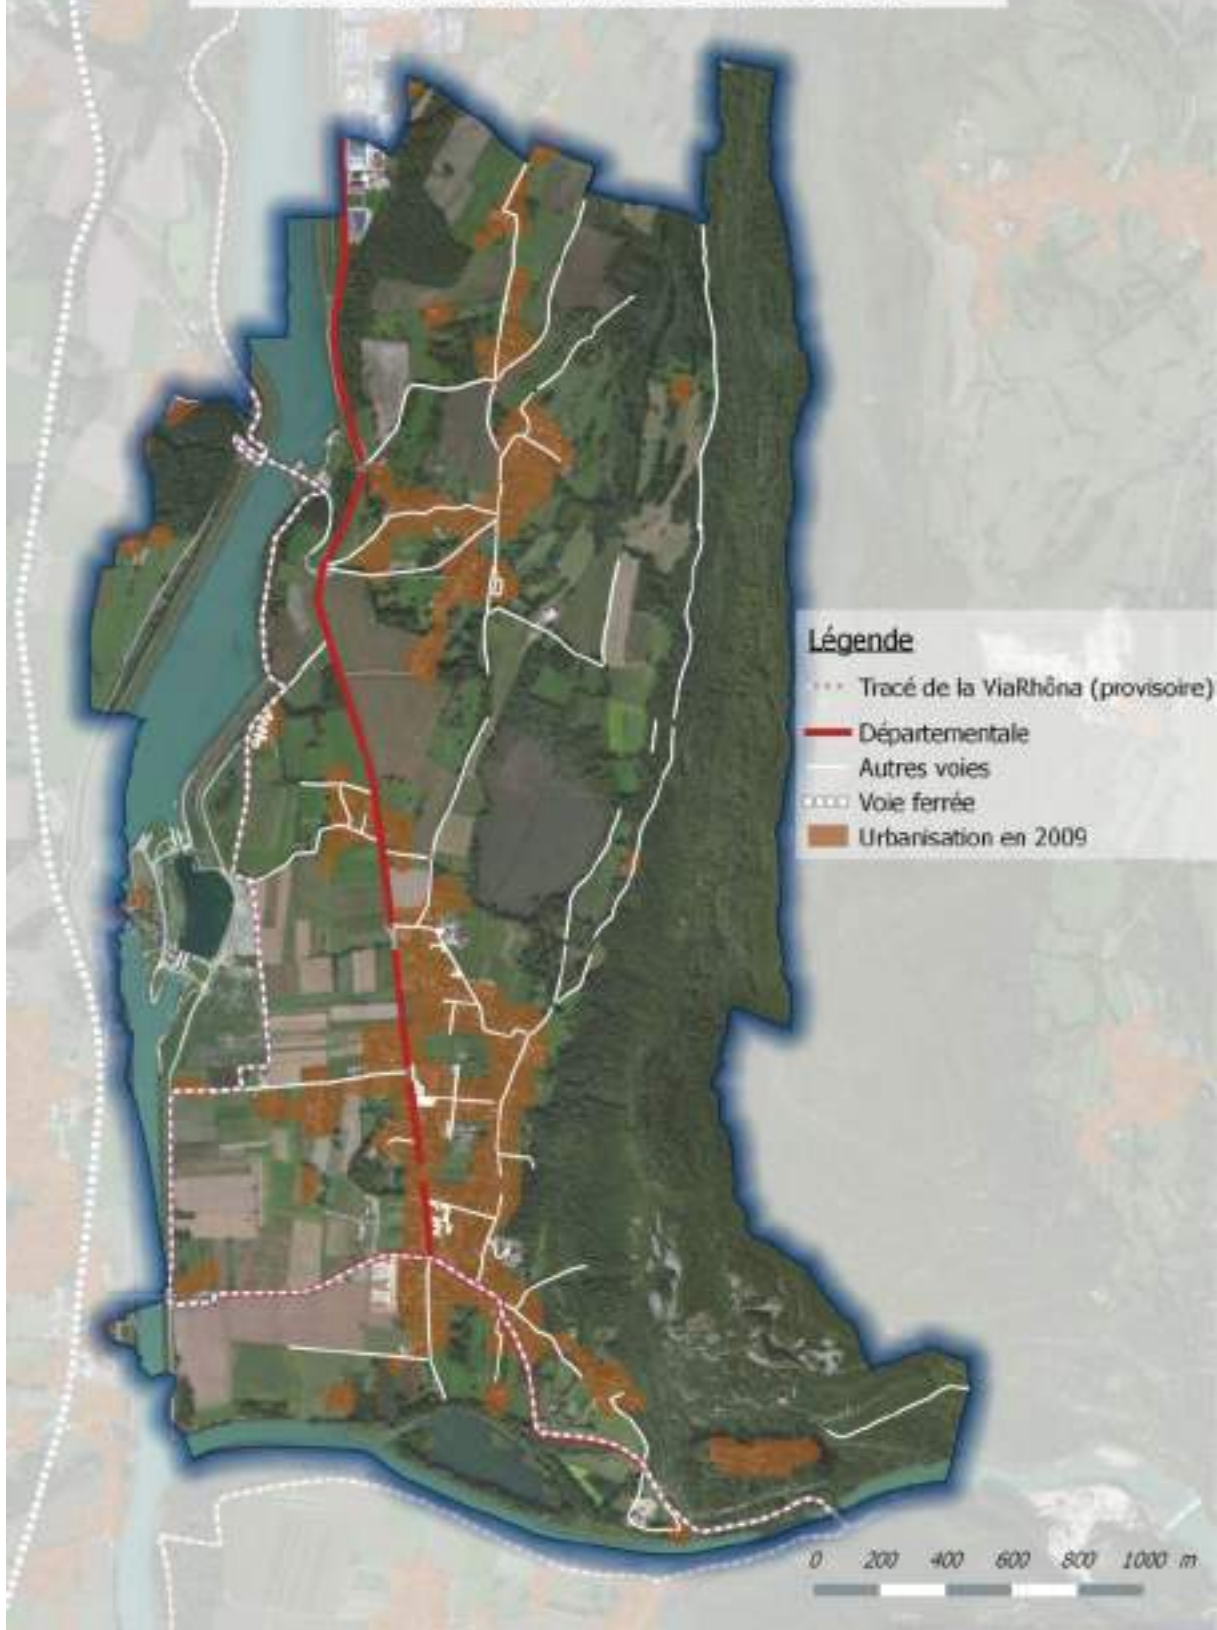 Légende
Tracé de la ViaRhôna (provisoire)
Départementale
Autres voies
Voie ferrée
Urbanisation en 2009
0 200 400 600 800 1000 m